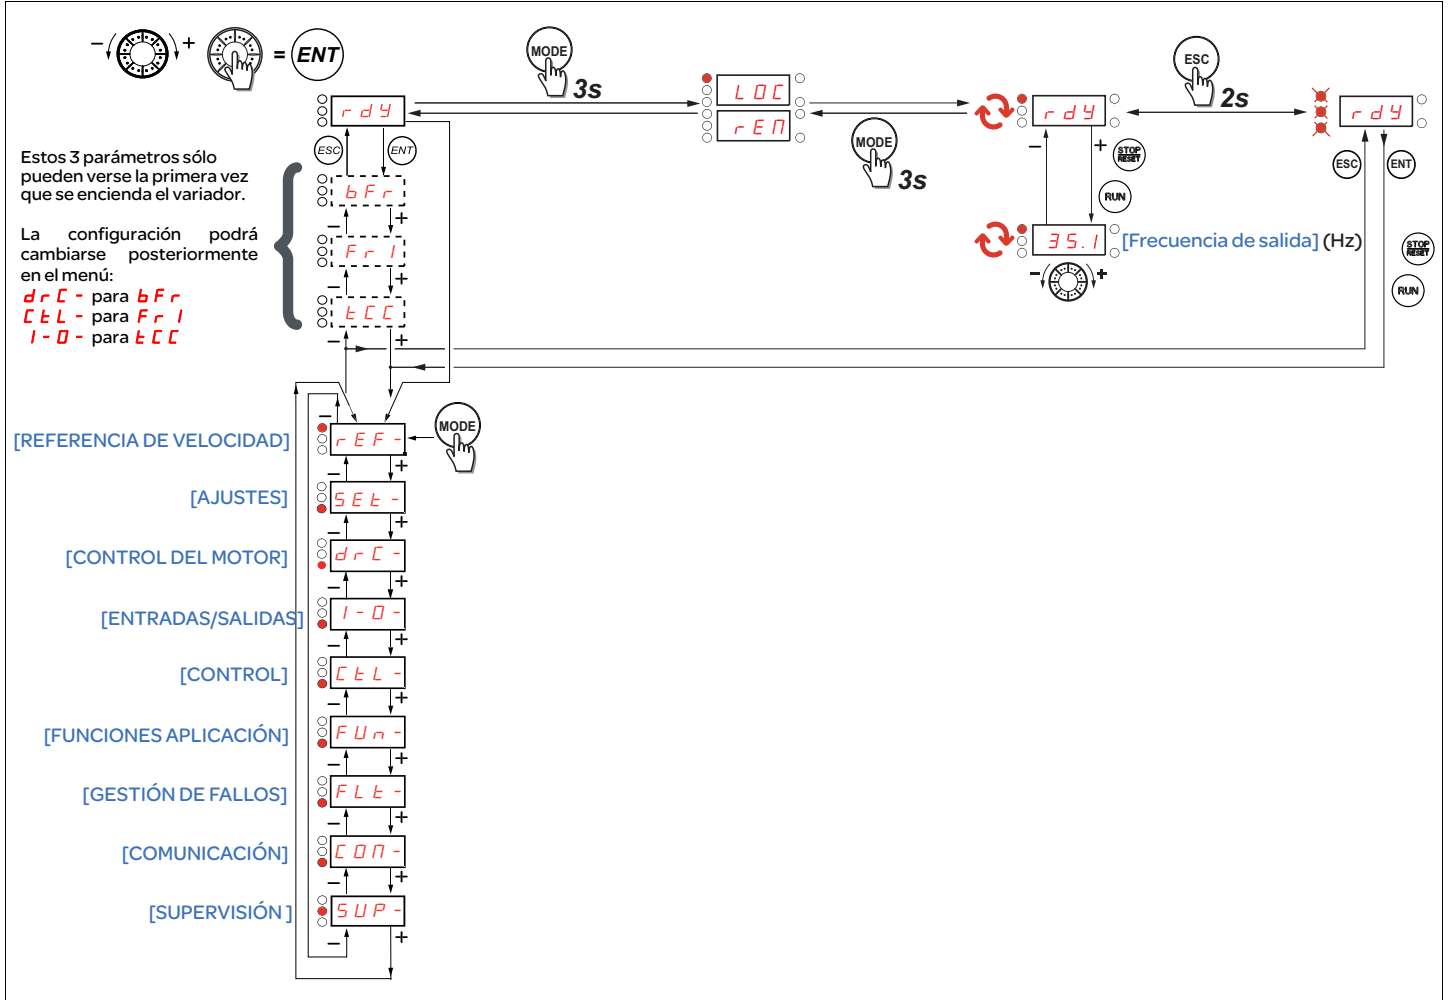 - + = ENT
MODE
3s
ESC
2s
LOC
rEM
rdY
rdY
rdY
MODE
3s
ESC
ENT
- +
STOP
RESET
RUN
ESC
ENT
Estos 3 parámetros sólo
pueden verse la primera vez
que se encienda el variador.
La configuración podrá
cambiarse posteriormente
en el menú:
drC- para bFr
CtL- para Fr1
I-O- para tCC
bFr
- +
Fr1
- +
tCC
- +
35.1
[Frecuencia de salida] (Hz)
- +
STOP
RESET
RUN
-
MODE
[REFERENCIA DE VELOCIDAD] rEF-
- +
[AJUSTES] SEt-
- +
[CONTROL DEL MOTOR] drC-
- +
[ENTRADAS/SALIDAS] I-O-
- +
[CONTROL] CtL-
- +
[FUNCIONES APLICACIÓN] FUn-
- +
[GESTIÓN DE FALLOS] FLt-
- +
[COMUNICACIÓN] COM-
- +
[SUPERVISIÓN ] SUP-
- +